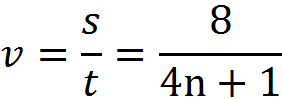 v = s/t = 8/(4n + 1)